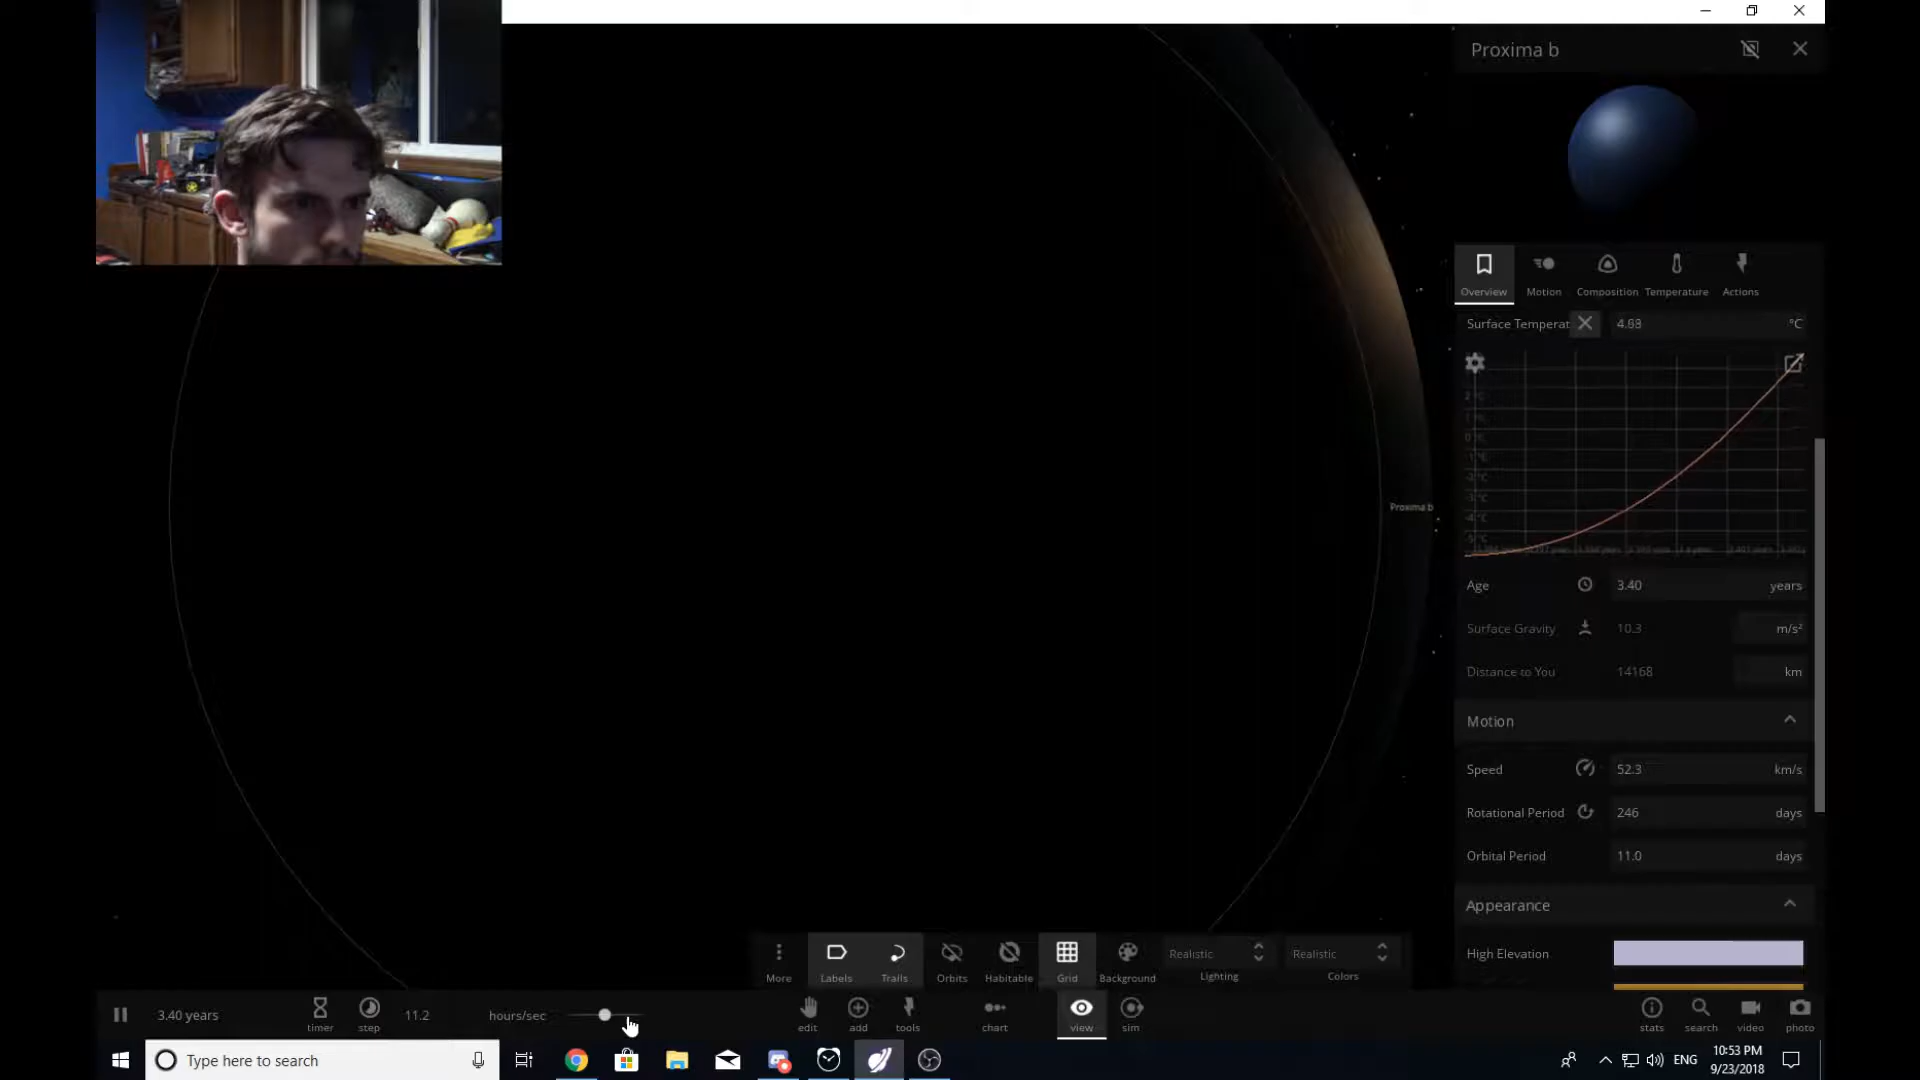 Proxima b
Overview
Motion
Composition
Temperature
Actions
Surface Temperat
4.68
°C
Age
3.40
years
Surface Gravity
10.3
m/s²
Distance to You
14168
km
Motion
Speed
52.3
km/s
Rotational Period
246
days
Orbital Period
11.0
days
Appearance
High Elevation
Proxima b
More
Labels
Trails
Orbits
Habitable
Grid
Background
Realistic
Lighting
Realistic
Colors
3.40 years
timer
step
11.2
hours/sec
edit
add
tools
chart
view
sim
stats
search
video
photo
Type here to search
ENG
10:53 PM
9/23/2018